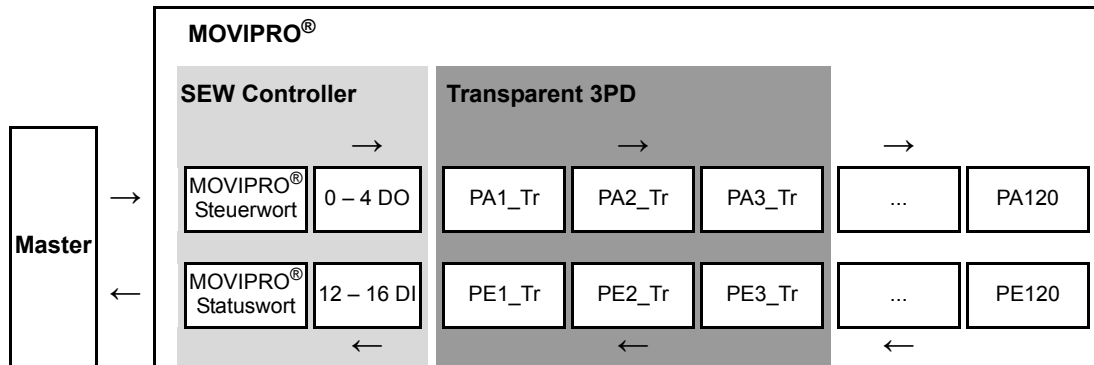 MOVIPRO®
SEW Controller
Transparent 3PD
→ → →
→
MOVIPRO®
Steuerwort
0 – 4 DO
PA1_Tr
PA2_Tr
PA3_Tr
...
PA120
Master
←
MOVIPRO®
Statuswort
12 – 16 DI
PE1_Tr
PE2_Tr
PE3_Tr
...
PE120
← ← ←